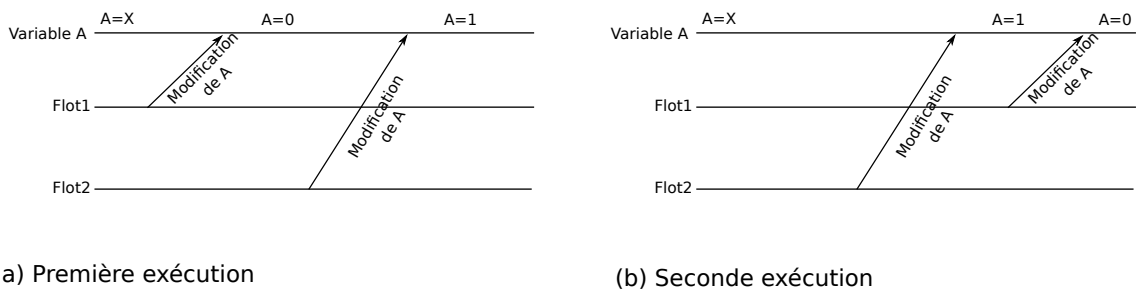 A=X A=0 A=1
Variable A
Modification
de A
Flot1
Modification
de A
Flot2
a) Première exécution
A=X A=1 A=0
Variable A
Modification
de A
Flot1
Modification
de A
Flot2
(b) Seconde exécution